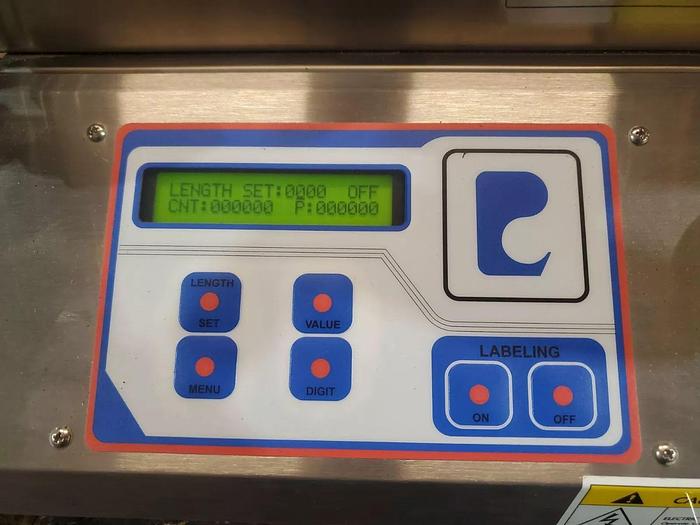 LENGTH SET:0000 OFF
CNT:000000 P:000000
LENGTH
SET
VALUE
MENU
DIGIT
LABELING
ON
OFF